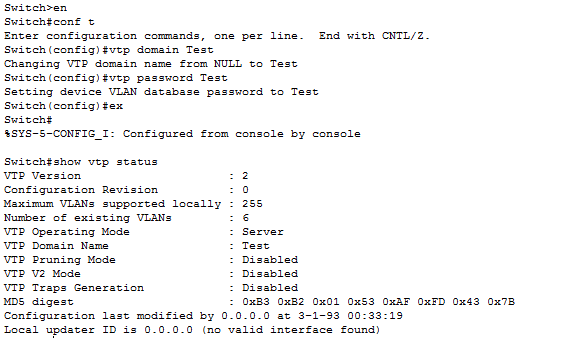 Switch>en
Switch#conf t
Enter configuration commands, one per line.  End with CNTL/Z.
Switch(config)#vtp domain Test
Changing VTP domain name from NULL to Test
Switch(config)#vtp password Test
Setting device VLAN database password to Test
Switch(config)#ex
Switch#
%SYS-5-CONFIG_I: Configured from console by console

Switch#show vtp status
VTP Version                     : 2
Configuration Revision          : 0
Maximum VLANs supported locally : 255
Number of existing VLANs        : 6
VTP Operating Mode              : Server
VTP Domain Name                 : Test
VTP Pruning Mode                : Disabled
VTP V2 Mode                     : Disabled
VTP Traps Generation            : Disabled
MD5 digest                      : 0xB3 0xB2 0x01 0x53 0xAF 0xFD 0x43 0x7B
Configuration last modified by 0.0.0.0 at 3-1-93 00:33:19
Local updater ID is 0.0.0.0 (no valid interface found)